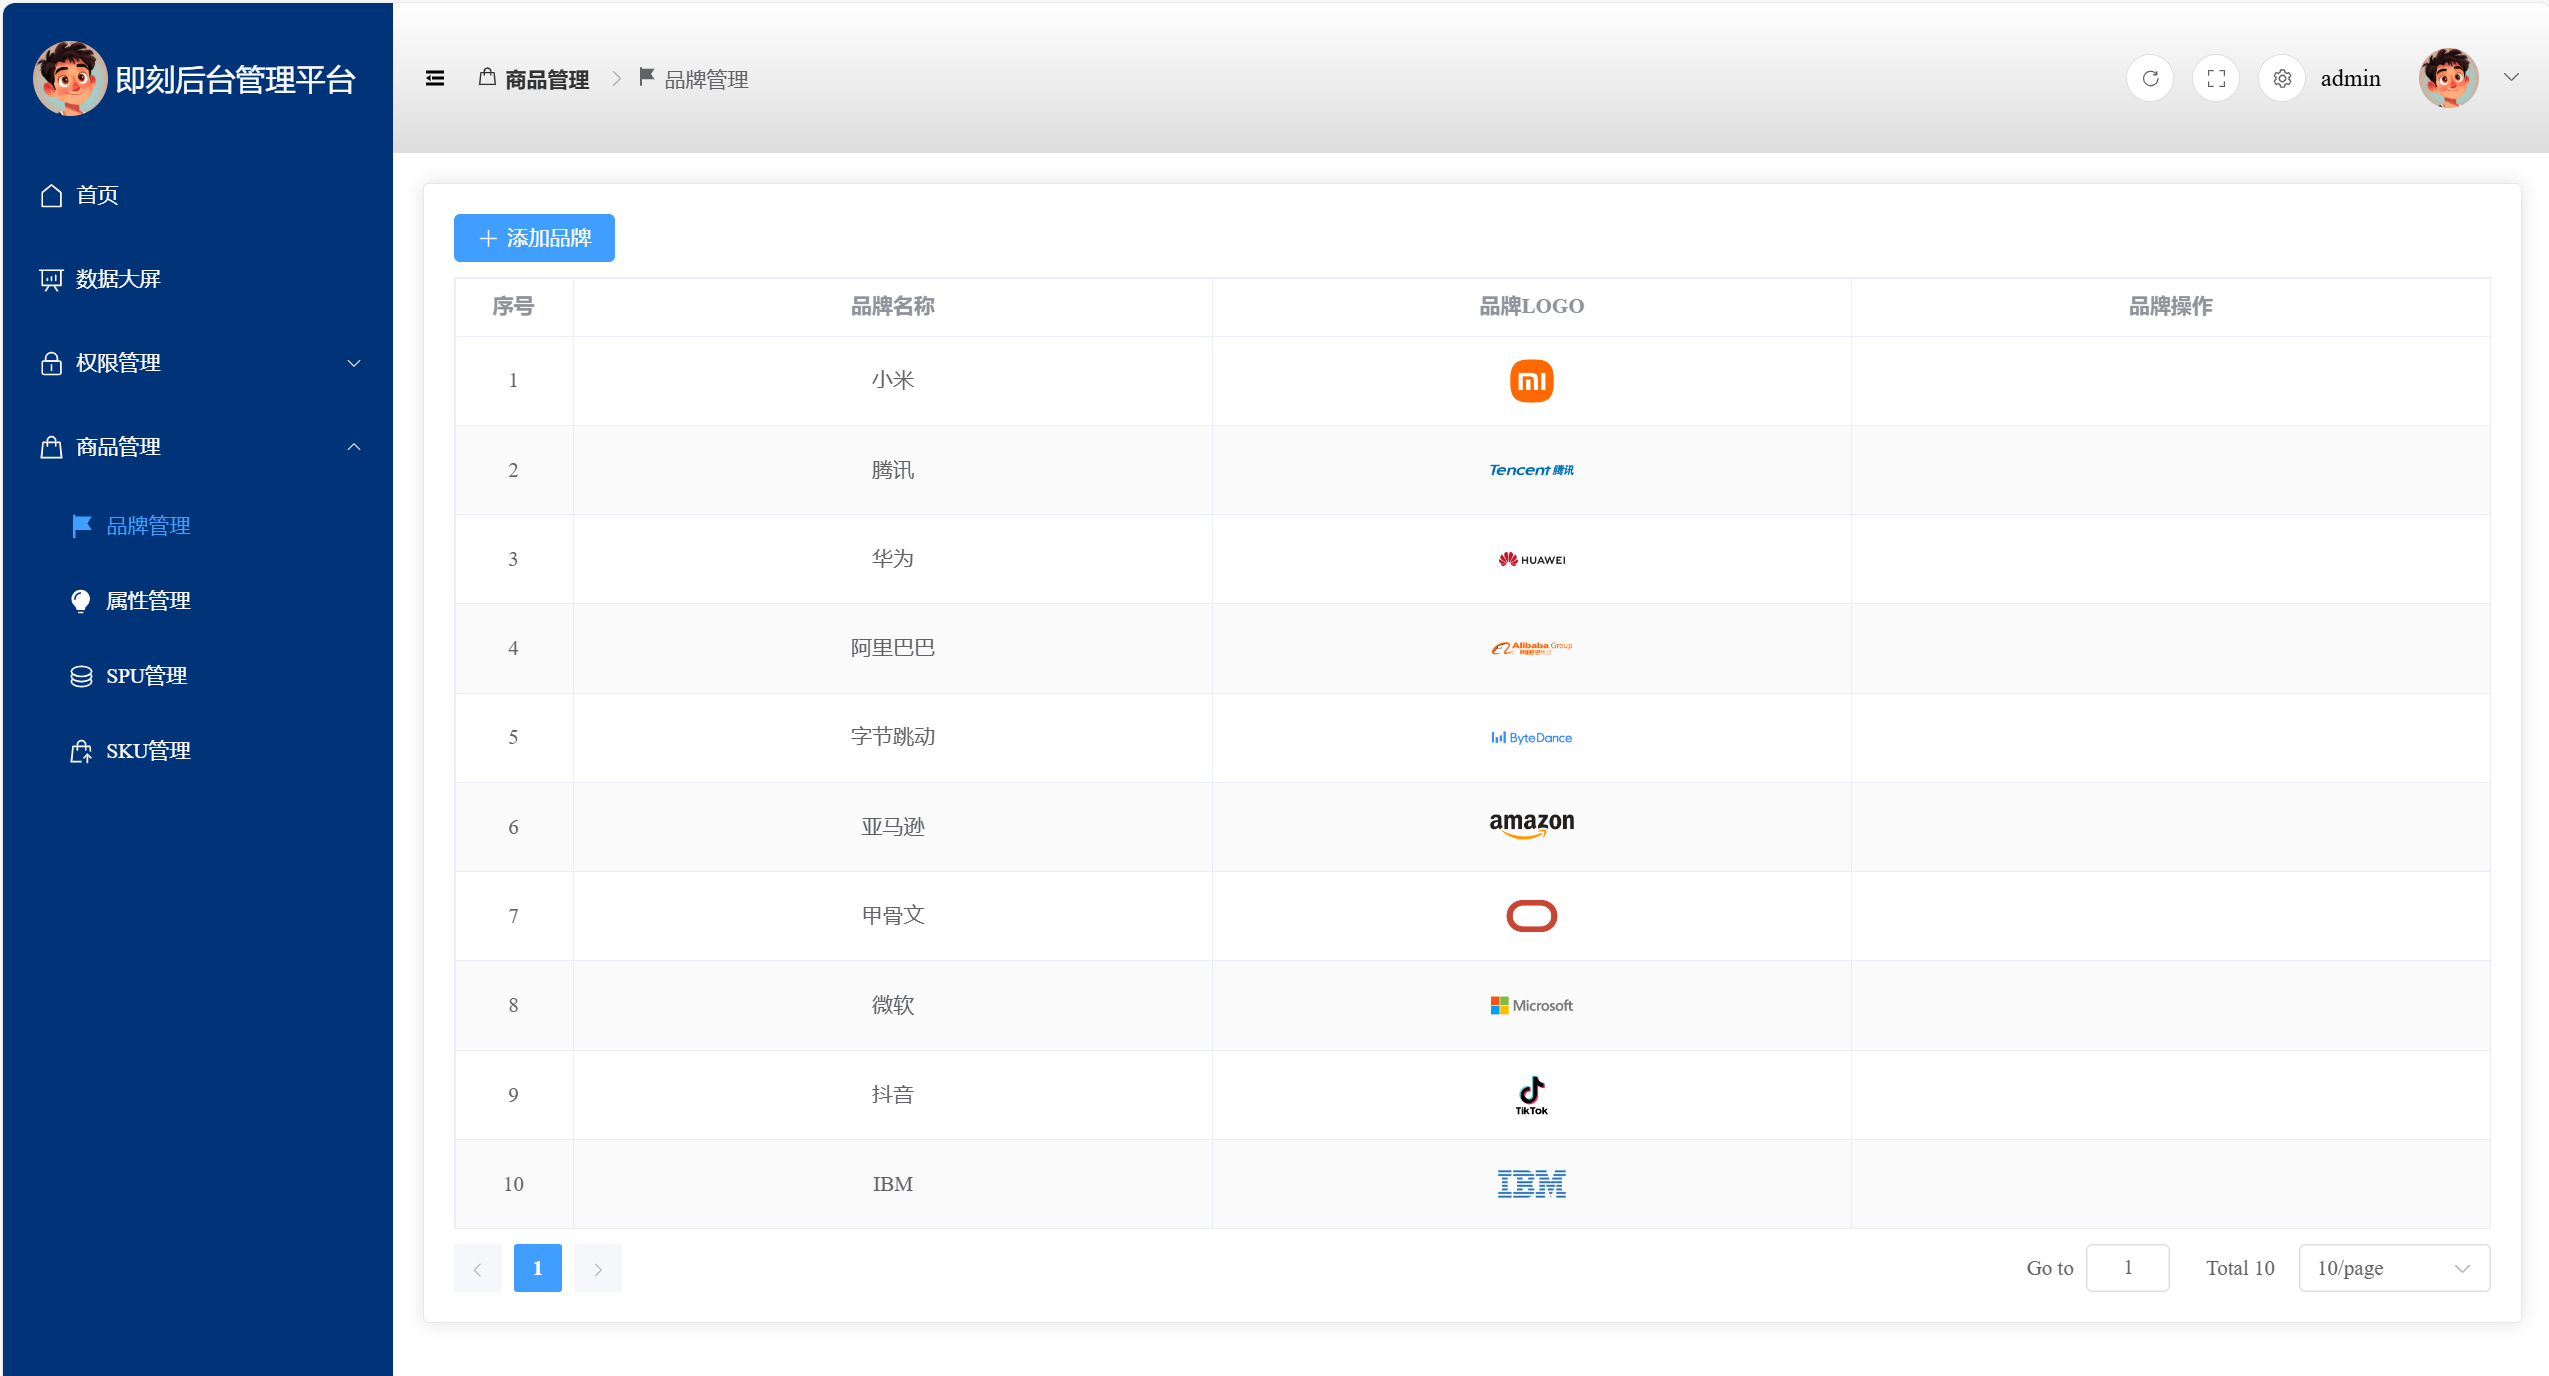 即刻后台管理平台
商品管理 品牌管理
admin
首页
数据大屏
权限管理
商品管理
品牌管理
属性管理
SPU管理
SKU管理
添加品牌
序号 品牌名称 品牌LOGO 品牌操作
1 小米 mi
2 腾讯 Tencent 腾讯
3 华为 HUAWEI
4 阿里巴巴 Alibaba Group
5 字节跳动 ByteDance
6 亚马逊 amazon
7 甲骨文
8 微软 Microsoft
9 抖音 TikTok
10 IBM IBM
1 Go to 1 Total 10 10/page